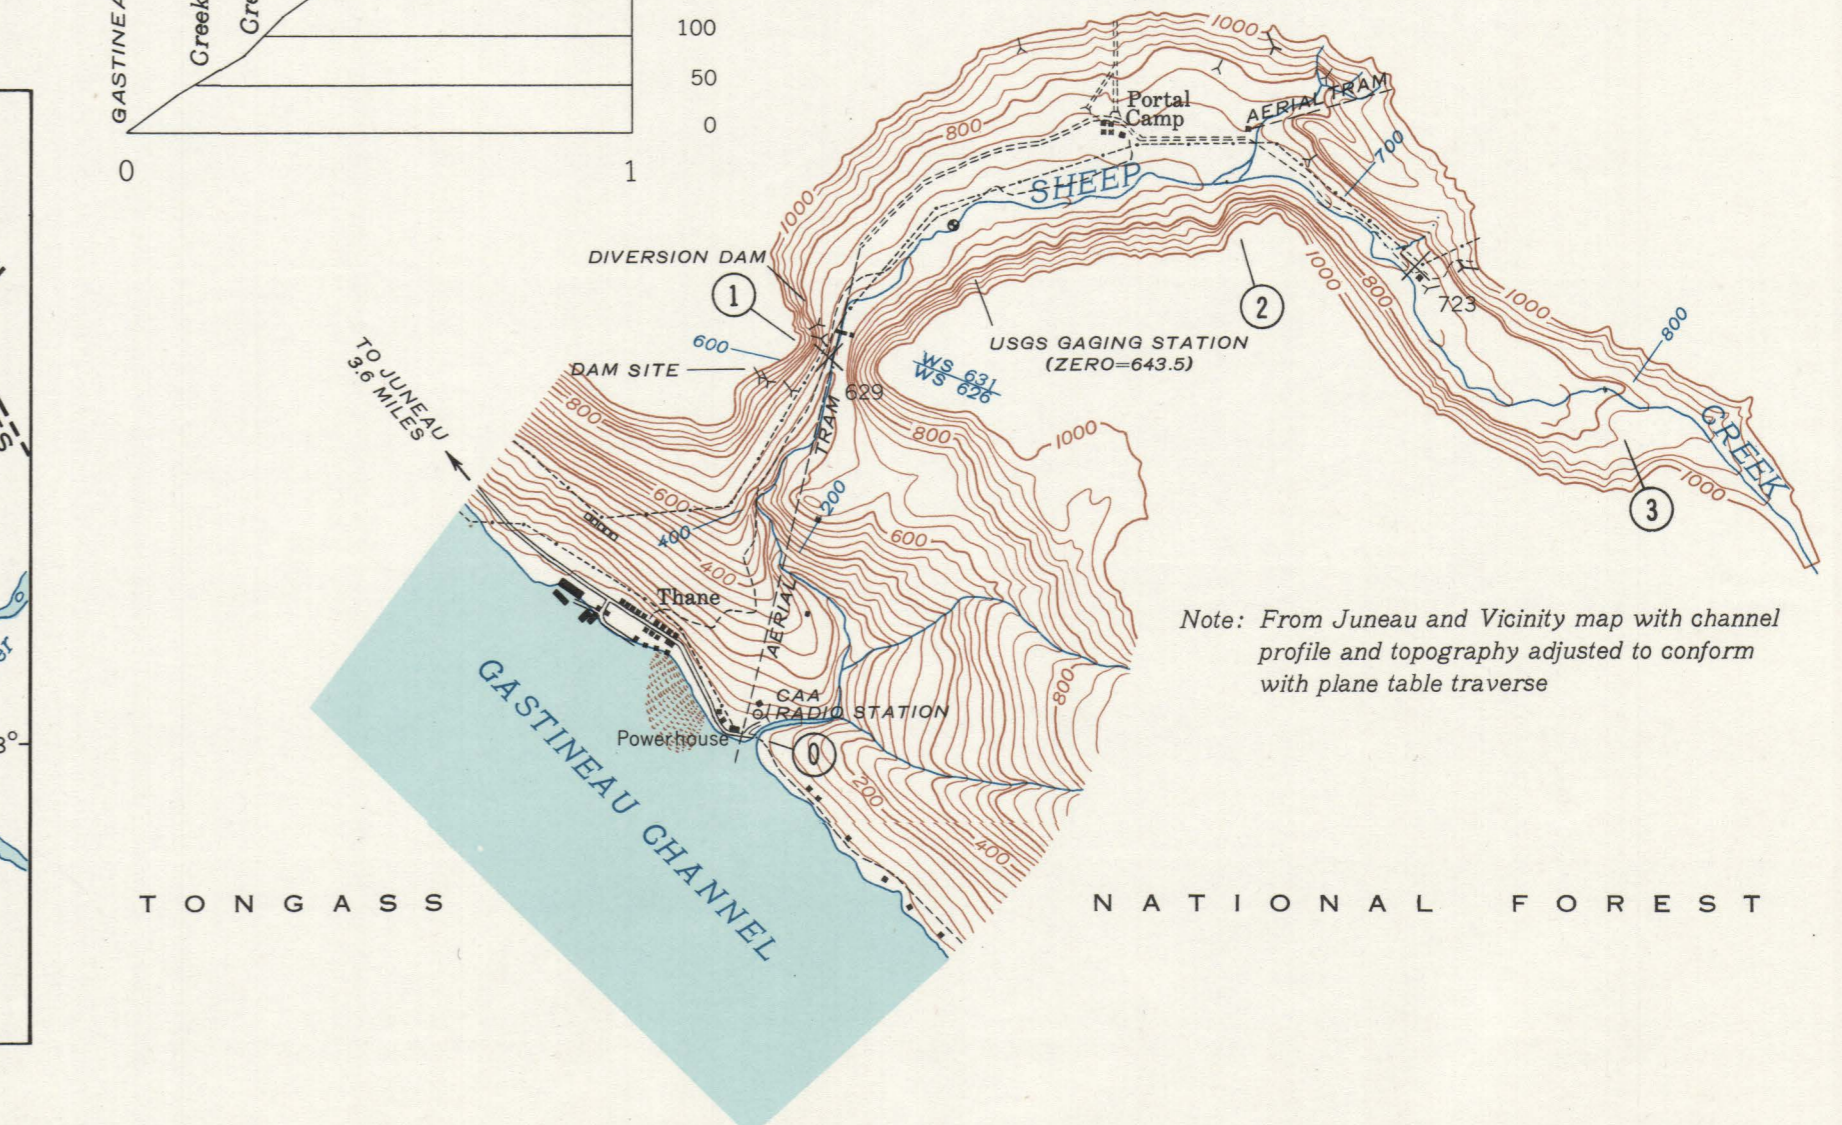 GASTINEA
Creek
100
50
0
0
1
1000
AERIAL TRAM
Portal
Camp
800
700
SHEEP
1000
DIVERSION DAM
1
2
1000
800
723
1000
800
USGS GAGING STATION
(ZERO=643.5)
600
WS 631
WS 626
DAM SITE
629
TO JUNEAU
3.6 MILES
800
TRAM
800
1000
CREEK
1000
3
600
200
400
600
400
Thane
AERIAL
Note: From Juneau and Vicinity map with channel
profile and topography adjusted to conform
with plane table traverse
GASTINEAU CHANNEL
800
CAA
RADIO STATION
Powerhouse
0
200
400
TONGASS NATIONAL FOREST